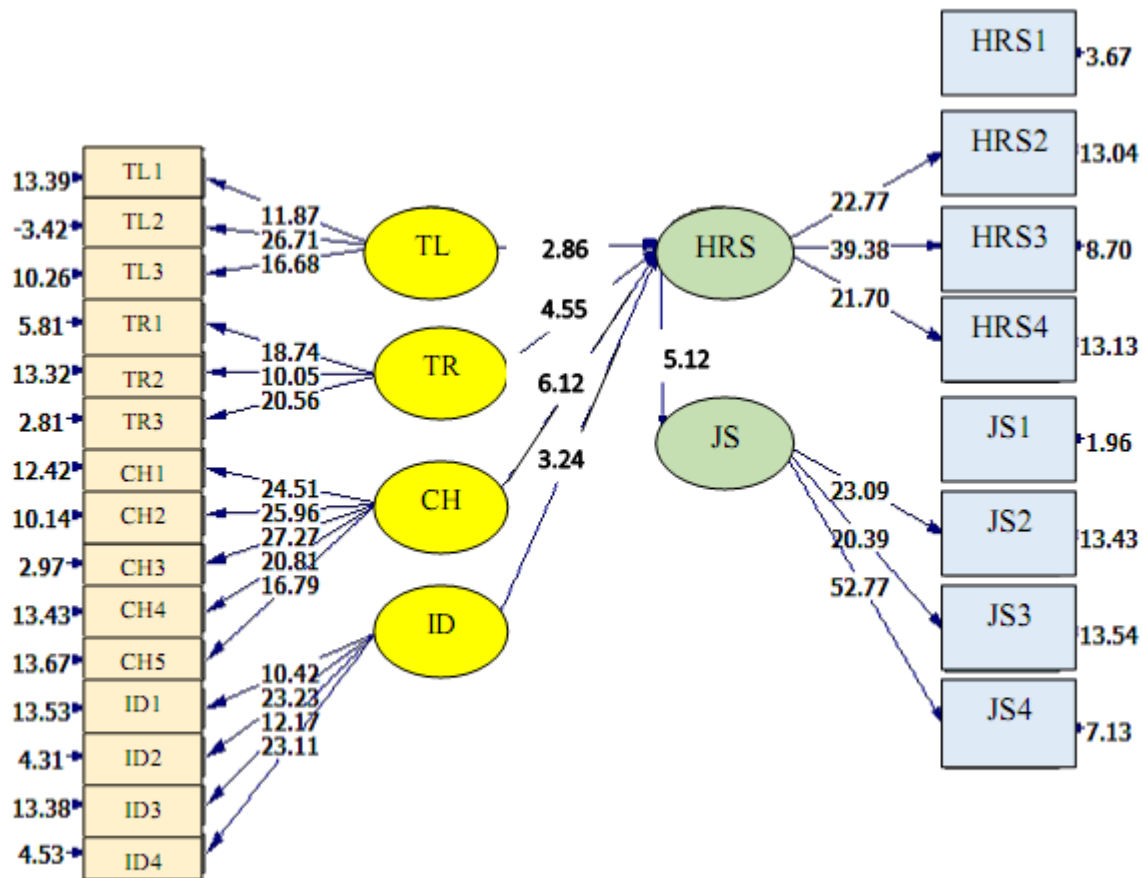 HRS1
3.67
HRS2
13.04
22.77
HRS3
8.70
39.38
HRS4
13.13
21.70
13.39
TL1
11.87
-3.42
TL2
26.71
10.26
TL3
16.68
TL
2.86
HRS
5.81
TR1
18.74
13.32
TR2
10.05
2.81
TR3
20.56
TR
4.55
12.42
CH1
24.51
10.14
CH2
25.96
2.97
CH3
27.27
13.43
CH4
20.81
13.67
CH5
16.79
CH
6.12
13.53
ID1
10.42
4.31
ID2
23.23
13.38
ID3
12.17
4.53
ID4
23.11
ID
3.24
5.12
JS
JS1
1.96
23.09
JS2
13.43
20.39
JS3
13.54
52.77
JS4
7.13